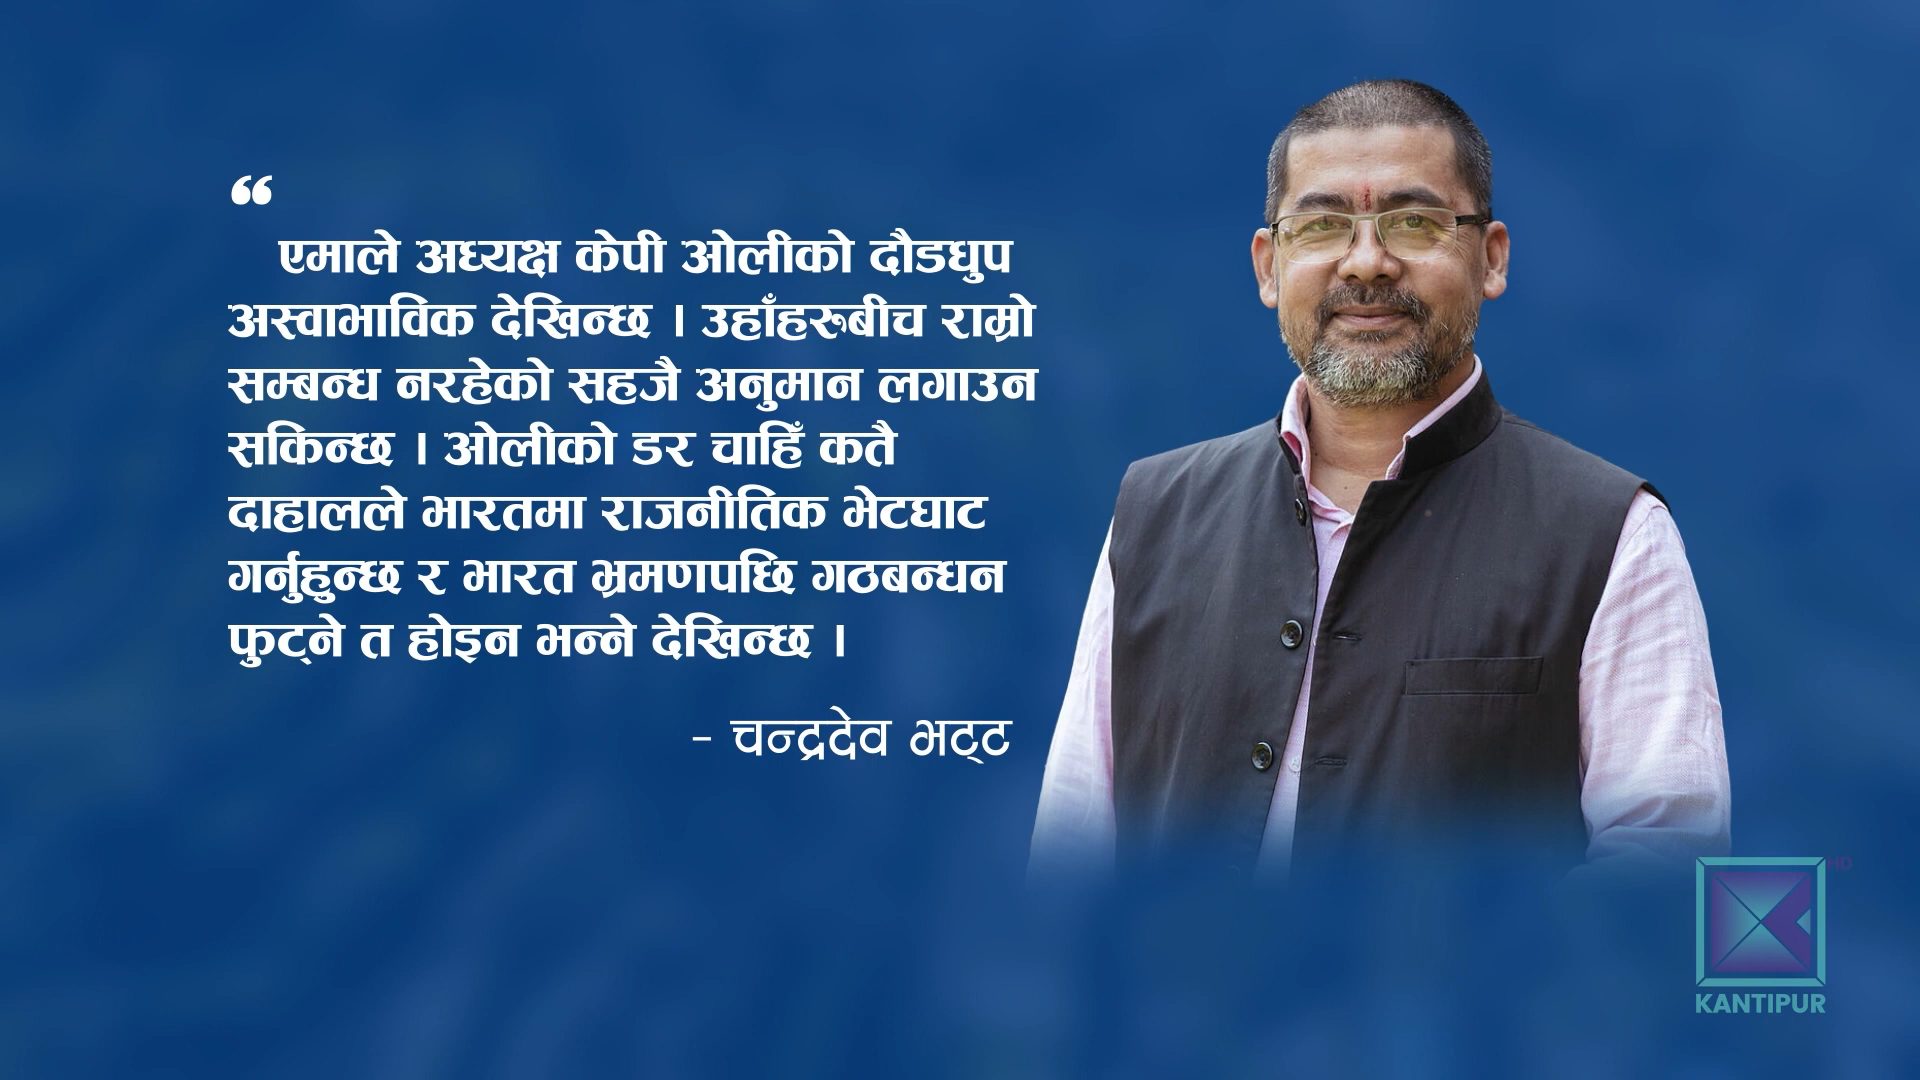 “
एमाले अध्यक्ष केपी ओलीको दौडधुप
अस्वाभाविक देखिन्छ । उहाँहरुबीच राम्रो
सम्बन्ध नरहेको सहजै अनुमान लगाउन
सकिन्छ । ओलीको डर चाहिँ कतै
दाहालले भारतमा राजनीतिक भेटघाट
गर्नुहुन्छ र भारत भ्रमणपछि गठबन्धन
फुट्ने त होइन भन्ने देखिन्छ ।
- चन्द्रदेव भट्ट
HD
KANTIPUR